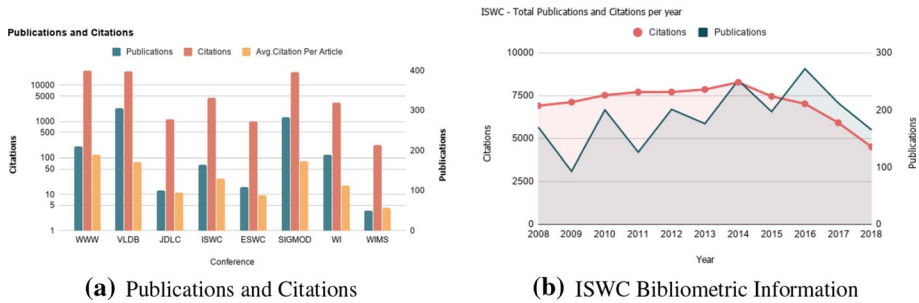 Publications and Citations
Publications Citations Avg.Citation Per Article
Citations
10000
5000
1000
500
100
50
10
5
1
400
300
200
100
0
Publications
WWW VLDB JDLC ISWC ESWC SIGMOD WI WIMS
Conference
(a) Publications and Citations
ISWC - Total Publications and Citations per year
Citations Publications
Citations
10000
7500
5000
2500
0
300
200
100
0
Publications
2008 2009 2010 2011 2012 2013 2014 2015 2016 2017 2018
Year
(b) ISWC Bibliometric Information